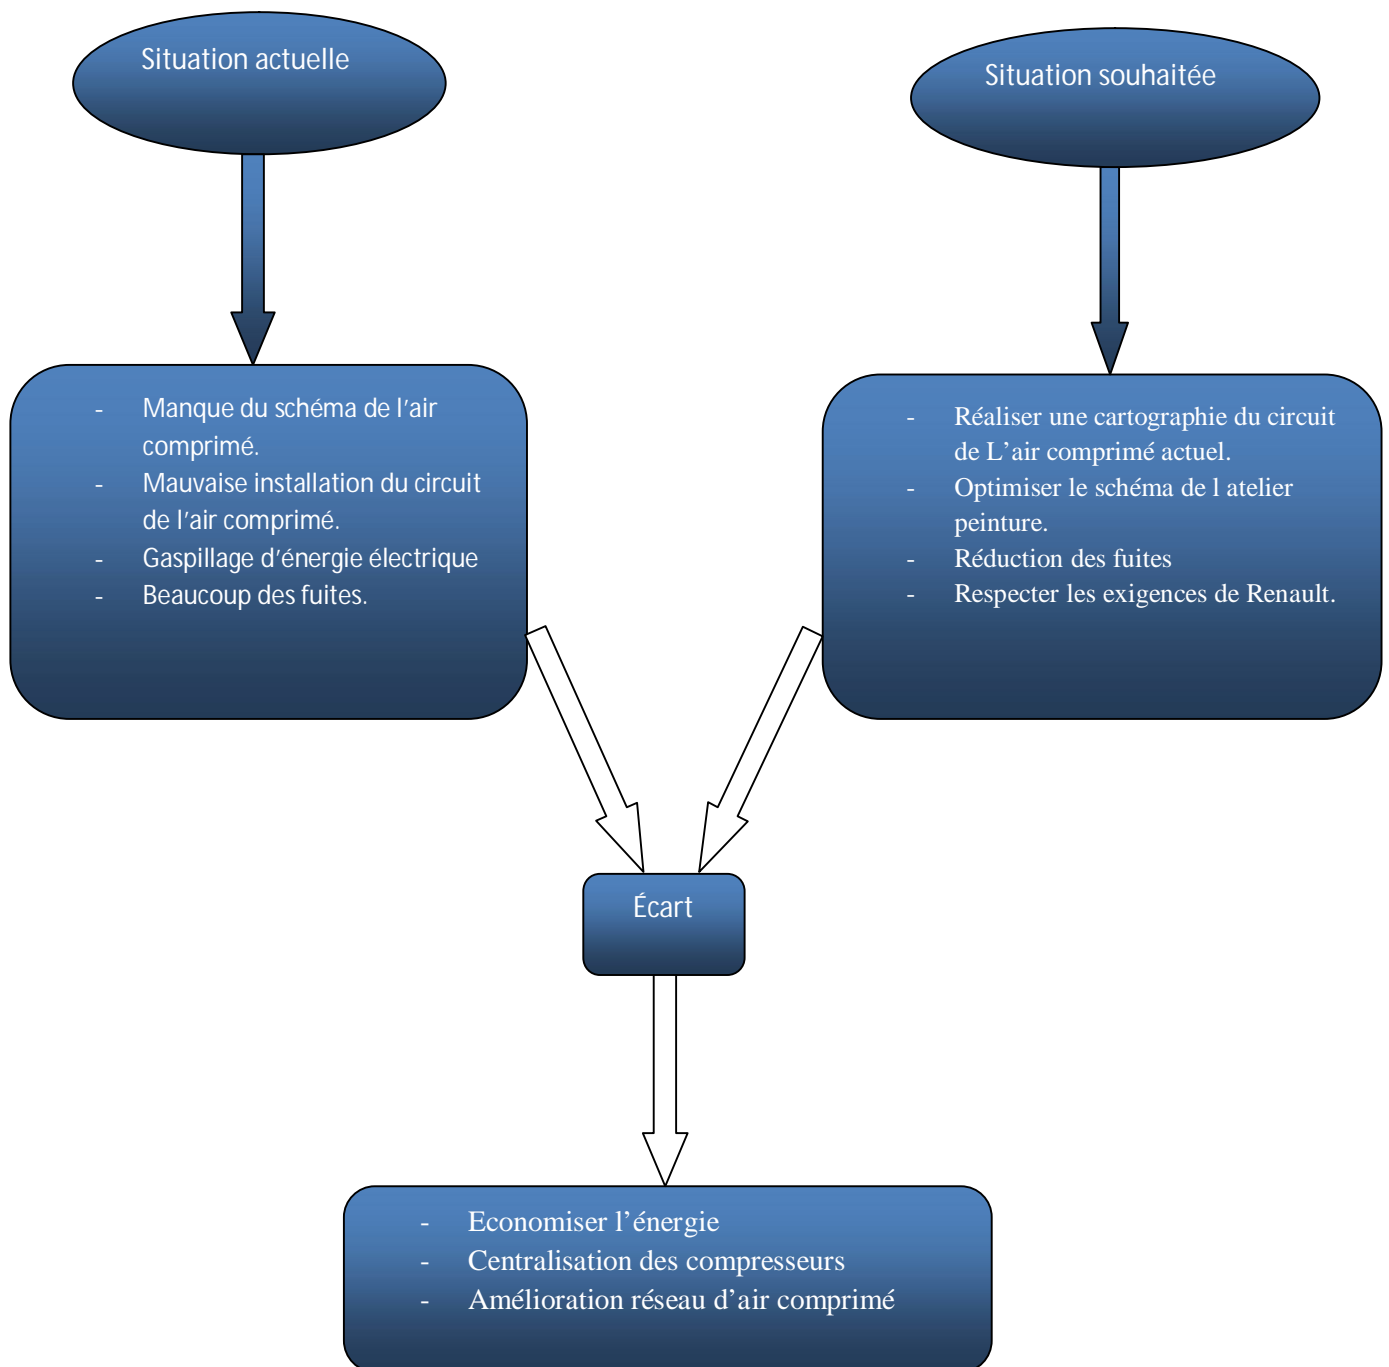 Situation actuelle
Situation souhaitée
- Manque du schéma de l’air
comprimé.
- Mauvaise installation du circuit
de l’air comprimé.
- Gaspillage d’énergie électrique
- Beaucoup des fuites.
- Réaliser une cartographie du circuit
de L’air comprimé actuel.
- Optimiser le schéma de l atelier
peinture.
- Réduction des fuites
- Respecter les exigences de Renault.
Écart
- Economiser l’énergie
- Centralisation des compresseurs
- Amélioration réseau d’air comprimé